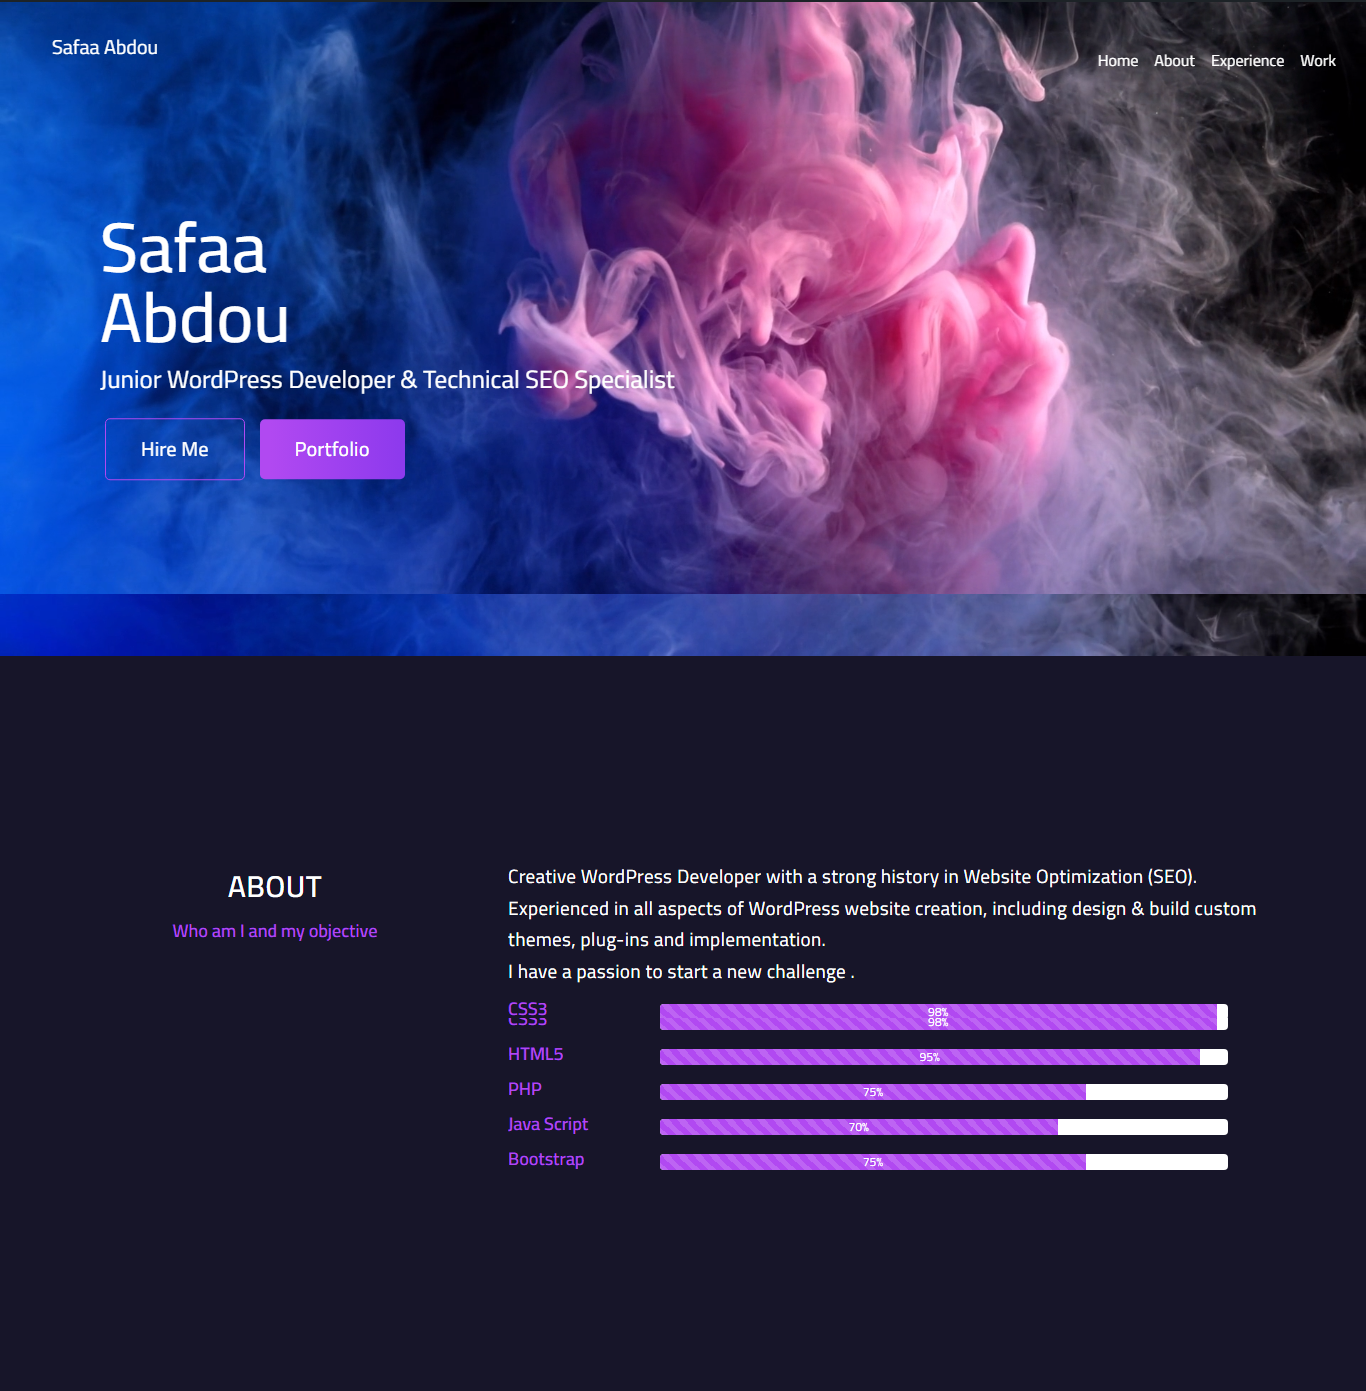 Safaa Abdou
Home About Experience Work
Safaa
Abdou
Junior WordPress Developer & Technical SEO Specialist
Hire Me Portfolio
ABOUT
Who am I and my objective
Creative WordPress Developer with a strong history in Website Optimization (SEO).
Experienced in all aspects of WordPress website creation, including design & build custom
themes, plug-ins and implementation.
I have a passion to start a new challenge .
CSS3 98%
CSS3 98%
HTML5 95%
PHP 75%
Java Script 70%
Bootstrap 75%